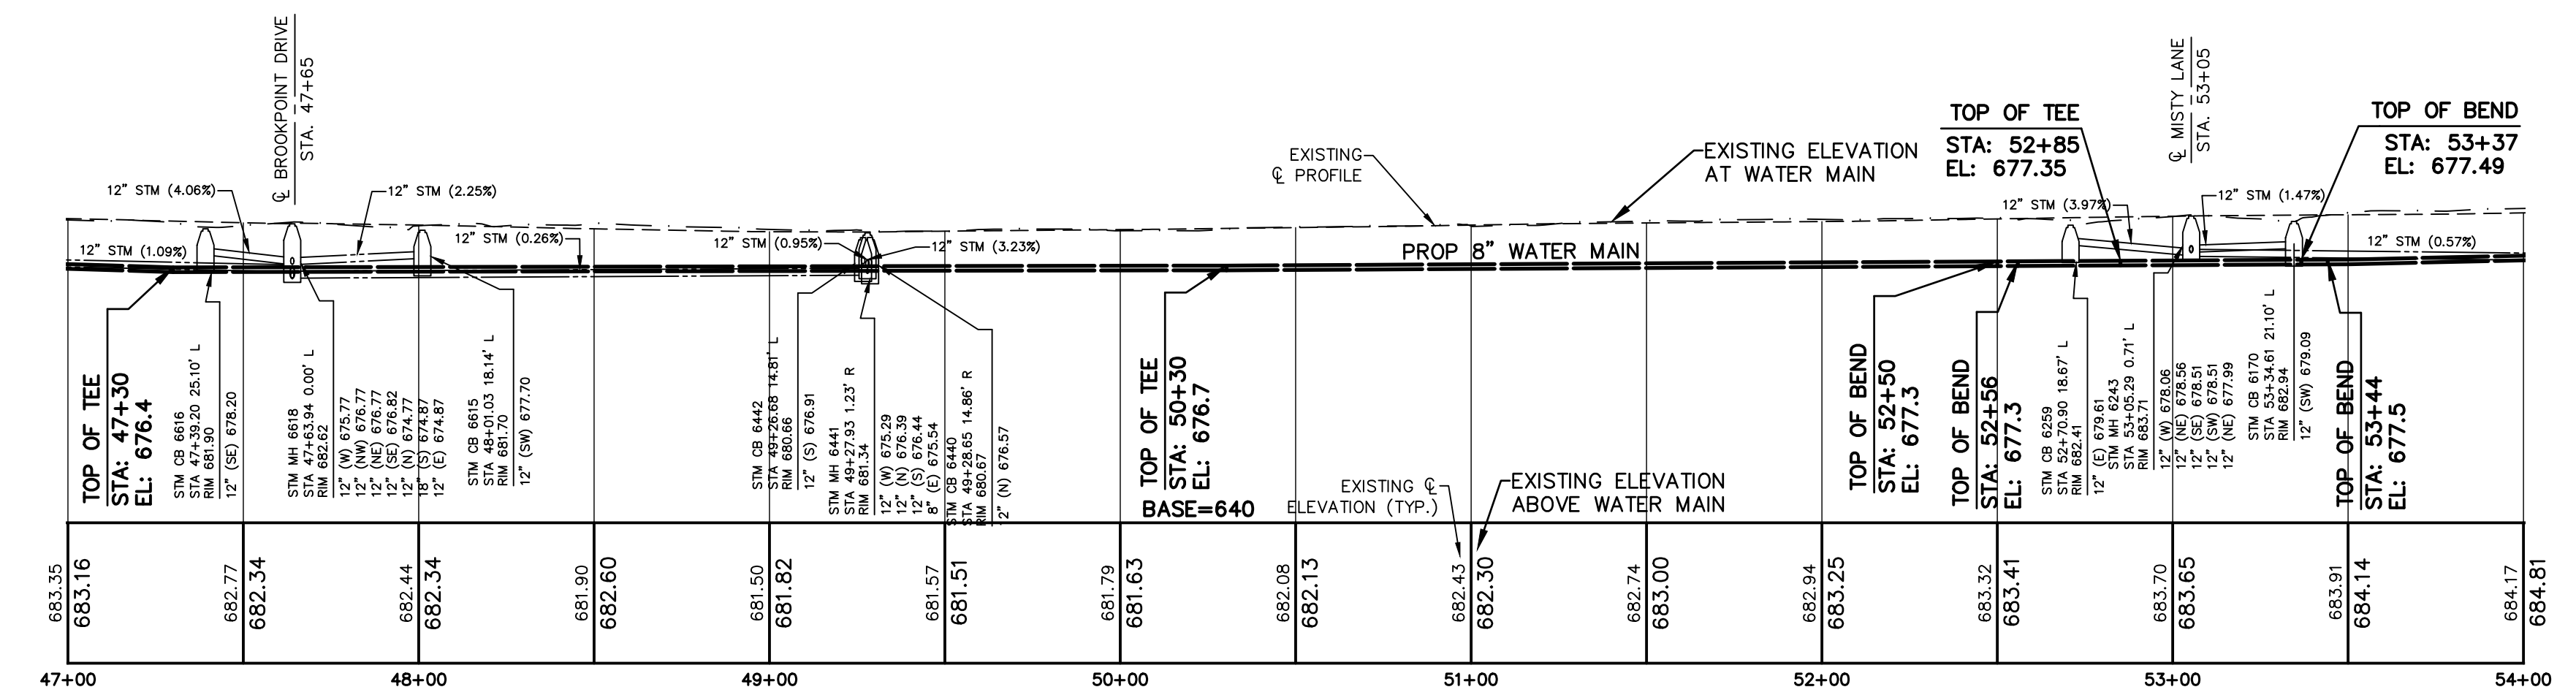 ℄ BROOKPOINT DRIVE
STA. 47+65
℄ MISTY LANE
STA. 53+05
TOP OF TEE
STA: 52+85
EL: 677.35
TOP OF BEND
STA: 53+37
EL: 677.49
EXISTING
℄ PROFILE
EXISTING ELEVATION
AT WATER MAIN
12" STM (4.06%)
12" STM (2.25%)
12" STM (1.09%)
12" STM (0.26%)
12" STM (0.95%)
12" STM (3.23%)
PROP 8" WATER MAIN
12" STM (3.97%)
12" STM (1.47%)
12" STM (0.57%)
TOP OF TEE
STA: 47+30
EL: 676.4
STM CB 6616
STA 47+39.20 25.10' L
RIM 681.90
12" (SE) 678.20
STM MH 6618
STA 47+63.94 0.00' L
RIM 682.62
12" (W) 675.77
12" (NW) 676.77
12" (NE) 676.77
12" (SE) 676.82
12" (N) 674.77
18" (S) 674.87
12" (E) 674.87
STM CB 6615
STA 48+01.03 18.14' L
RIM 681.70
12" (SW) 677.70
STM CB 6442
STA 49+26.68 14.81' L
RIM 680.66
12" (S) 676.91
STM MH 6441
STA 49+27.93 1.23' R
RIM 681.34
12" (W) 675.29
12" (N) 676.39
12" (S) 676.44
8" (E) 675.54
STM CB 6440
STA 49+28.65 14.86' R
RIM 680.67
12" (N) 676.57
TOP OF TEE
STA: 50+30
EL: 676.7
BASE=640
EXISTING ℄
ELEVATION (TYP.)
EXISTING ELEVATION
ABOVE WATER MAIN
TOP OF BEND
STA: 52+50
EL: 677.3
TOP OF BEND
STA: 52+56
EL: 677.3
STM CB 6259
STA 52+70.90 18.67' L
RIM 682.41
12" (E) 679.61
STM MH 6243
STA 53+05.29 0.71' L
RIM 683.71
12" (W) 678.06
12" (NE) 678.56
12" (SE) 678.51
12" (SW) 678.51
12" (NE) 677.99
STM CB 6170
STA 53+34.61 21.10' L
RIM 682.94
12" (SW) 679.09
TOP OF BEND
STA: 53+44
EL: 677.5
683.35
683.16
682.77
682.34
682.44
682.34
681.90
682.60
681.50
681.82
681.57
681.51
681.79
681.63
682.08
682.13
682.43
682.30
682.74
683.00
682.94
683.25
683.32
683.41
683.70
683.65
683.91
684.14
684.17
684.81
47+00
48+00
49+00
50+00
51+00
52+00
53+00
54+00